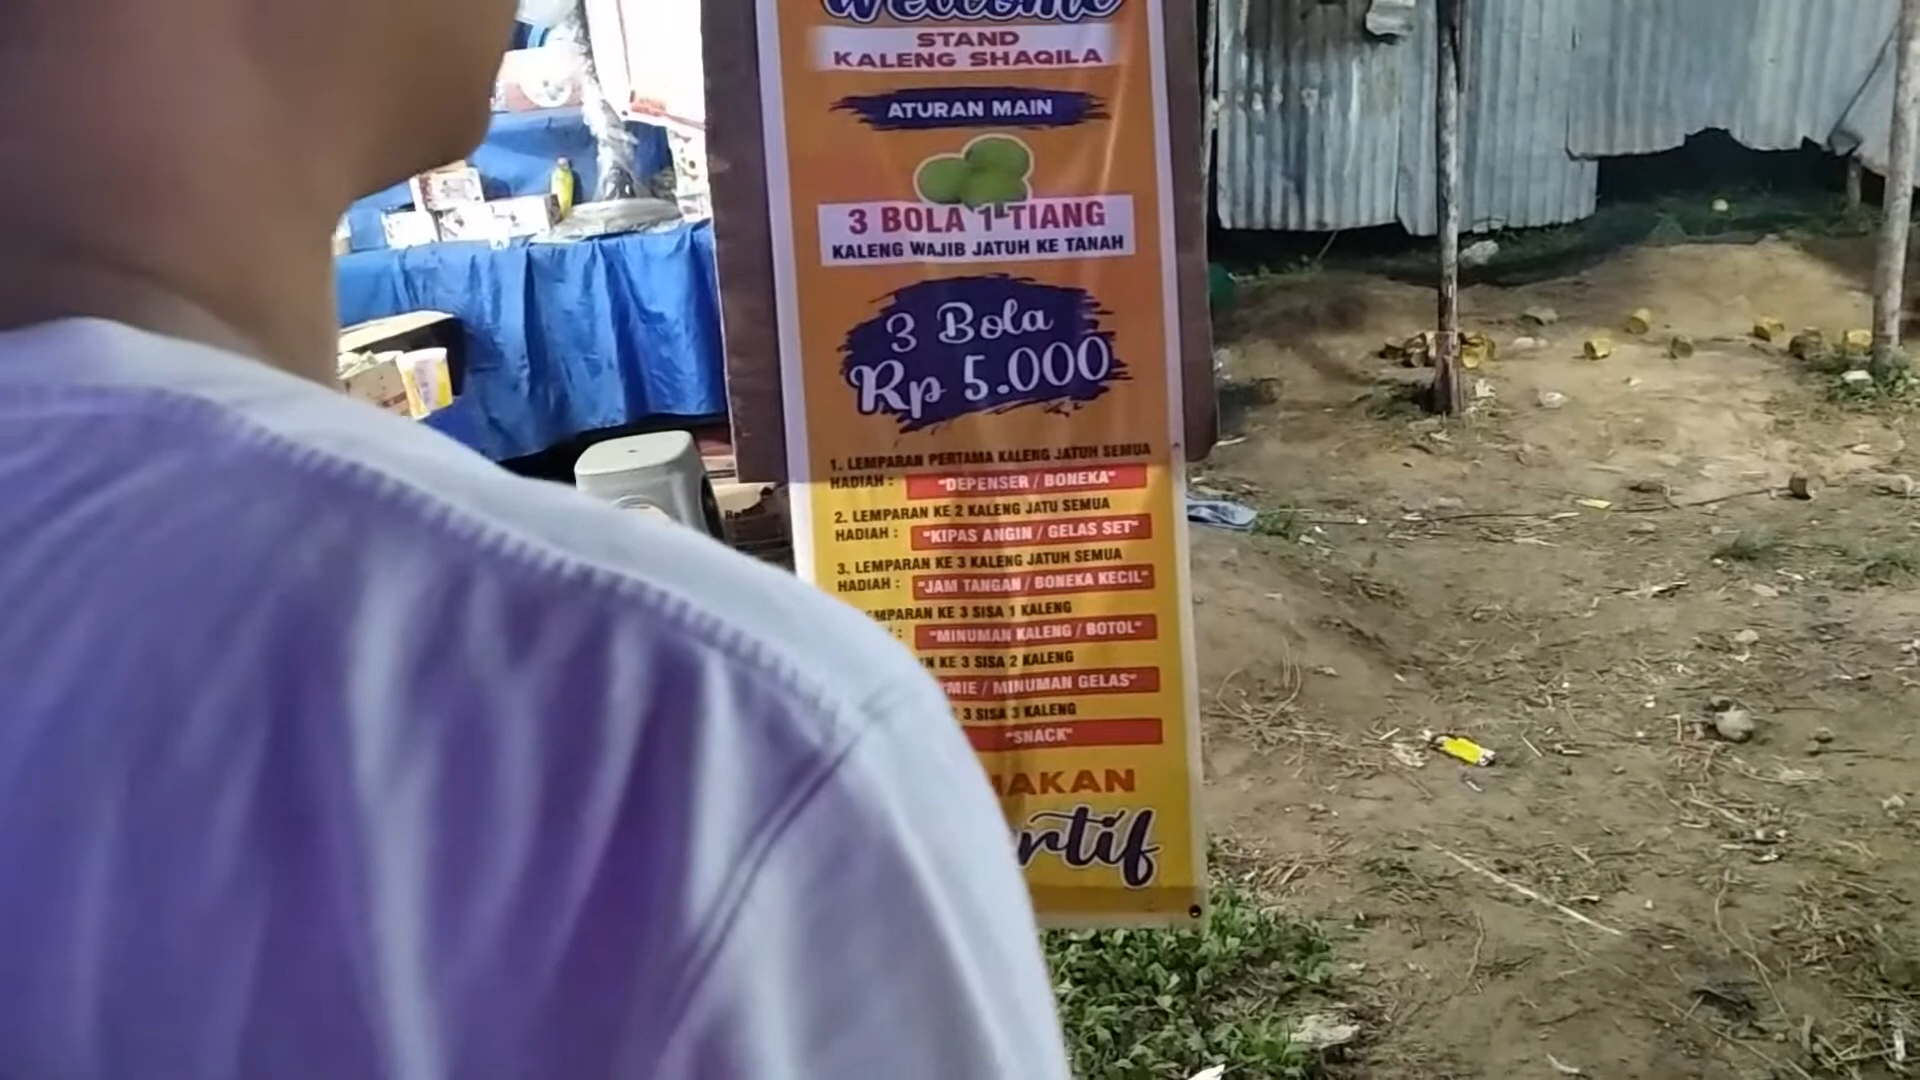 Welcome
STAND
KALENG SHAQILA
ATURAN MAIN
3 BOLA 1 TIANG
KALENG WAJIB JATUH KE TANAH
3 Bola
Rp 5.000
1. LEMPARAN PERTAMA KALENG JATUH SEMUA
HADIAH : "DEPENSER / BONEKA"
2. LEMPARAN KE 2 KALENG JATU SEMUA
HADIAH : "KIPAS ANGIN / GELAS SET"
3. LEMPARAN KE 3 KALENG JATUH SEMUA
HADIAH : "JAM TANGAN / BONEKA KECIL"
EMPARAN KE 3 SISA 1 KALENG
: "MINUMAN KALENG / BOTOL"
N KE 3 SISA 2 KALENG
MIE / MINUMAN GELAS"
3 SISA 3 KALENG
"SNACK"
MAKAN
rtif